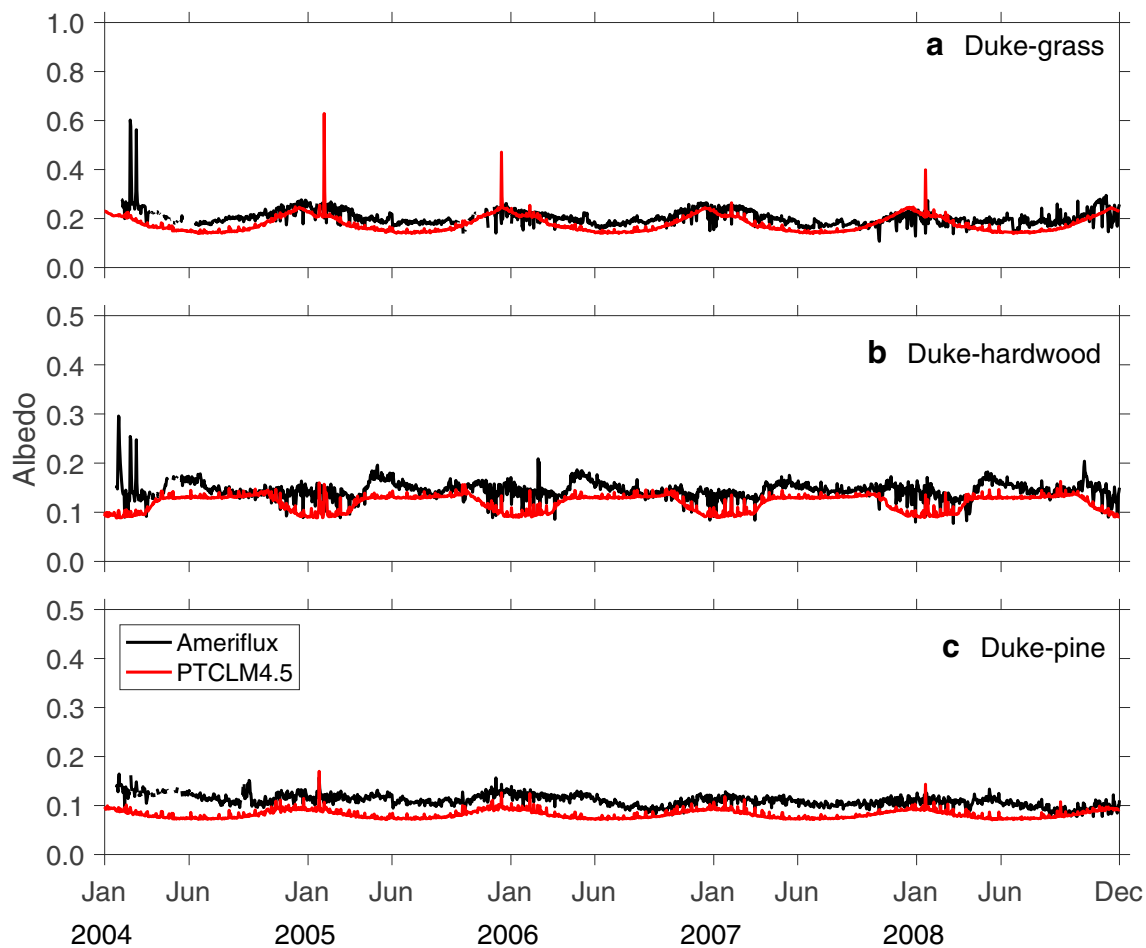 1.0
0.8
0.6
0.4
0.2
0.0
a Duke-grass
0.5
0.4
0.3
0.2
0.1
0.0
b Duke-hardwood
Albedo
0.5
0.4
0.3
0.2
0.1
0.0
Ameriflux
PTCLM4.5
c Duke-pine
Jan Jun Jan Jun Jan Jun Jan Jun Jan Jun Dec
2004 2005 2006 2007 2008